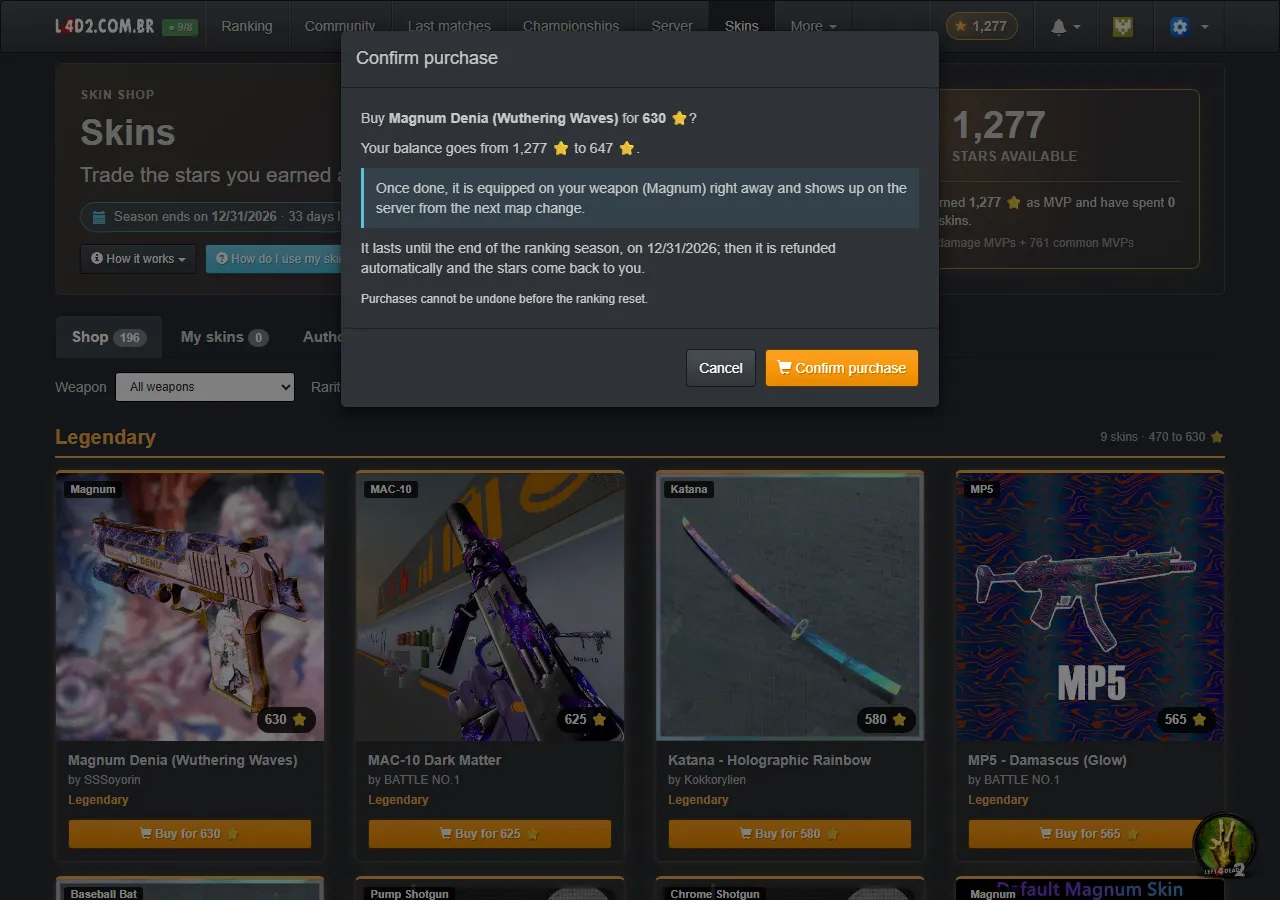 L4D2.COM.BR
9/8
Ranking
Community
Last matches
Championships
Server
Skins
More
1,277
Confirm purchase
Buy Magnum Denia (Wuthering Waves) for 630 ⭐?
Your balance goes from 1,277 ⭐ to 647 ⭐.
Once done, it is equipped on your weapon (Magnum) right away and shows up on the
server from the next map change.
It lasts until the end of the ranking season, on 12/31/2026; then it is refunded
automatically and the stars come back to you.
Purchases cannot be undone before the ranking reset.
Cancel
Confirm purchase
SKIN SHOP
Skins
Trade the stars you earned
Season ends on 12/31/2026 · 33 days
How it works
How do I use my
1,277
STARS AVAILABLE
1,277 ⭐ as MVP and have spent 0
skins.
damage MVPs + 761 common MVPs
Shop 196
My skins 0
Weapon
All weapons
Legendary
9 skins · 470 to 630 ⭐
Magnum
DENIA
630 ⭐
Magnum Denia (Wuthering Waves)
by SSSoyorin
Legendary
Buy for 630 ⭐
MAC-10
Mac-10
625 ⭐
MAC-10 Dark Matter
by BATTLE NO.1
Legendary
Buy for 625 ⭐
Katana
580 ⭐
Katana - Holographic Rainbow
by Kokkorylien
Legendary
Buy for 580 ⭐
MP5
MP5
565 ⭐
MP5 - Damascus (Glow)
by BATTLE NO.1
Legendary
Buy for 565 ⭐
LEFT 4 DEAD 2
Baseball Bat
Pump Shotgun
Chrome Shotgun
Magnum
Default Magnum Skin